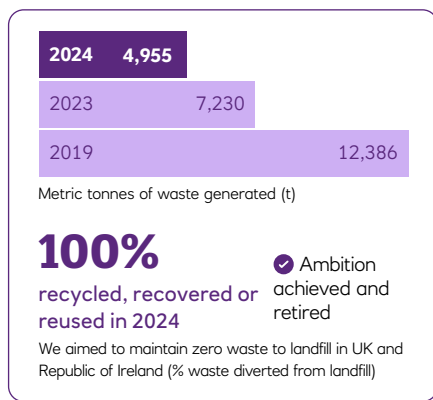 2024 4,955
2023 7,230
2019 12,386
Metric tonnes of waste generated (t)
100%
recycled, recovered or
reused in 2024
Ambition
achieved and
retired
We aimed to maintain zero waste to landfill in UK and
Republic of Ireland (% waste diverted from landfill)